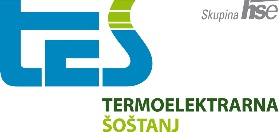 Skupina hse
TEŠ
TERMOELEKTRARNA
ŠOŠTANJ